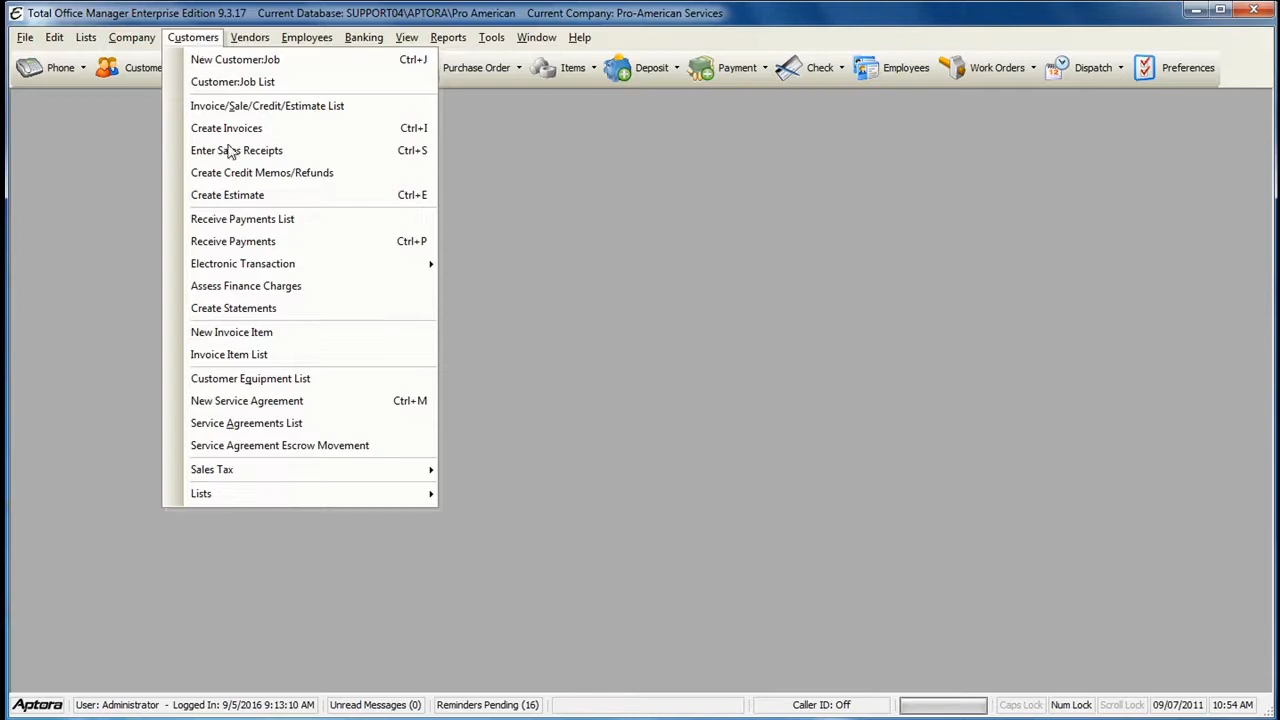 Total Office Manager Enterprise Edition 9.3.17 Current Database: SUPPORT04\APTORA\Pro American Current Company: Pro-American Services
File Edit Lists Company Customers Vendors Employees Banking View Reports Tools Window Help
Phone Purchase Order Items Deposit Payment Check Employees Work Orders Dispatch Preferences
New Customer:Job Ctrl+J
Customer:Job List
Invoice/Sale/Credit/Estimate List
Create Invoices Ctrl+I
Enter Sales Receipts Ctrl+S
Create Credit Memos/Refunds
Create Estimate Ctrl+E
Receive Payments List
Receive Payments Ctrl+P
Electronic Transaction
Assess Finance Charges
Create Statements
New Invoice Item
Invoice Item List
Customer Equipment List
New Service Agreement Ctrl+M
Service Agreements List
Service Agreement Escrow Movement
Sales Tax
Lists
Aptora User: Administrator - Logged In: 9/5/2016 9:13:10 AM Unread Messages (0) Reminders Pending (16) Caller ID: Off Caps Lock Num Lock Scroll Lock 09/07/2011 10:54 AM